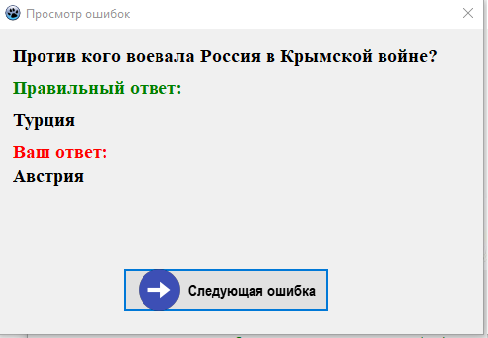 Просмотр ошибок
Против кого воевала Россия в Крымской войне?
Правильный ответ:
Турция
Ваш ответ:
Австрия
Следующая ошибка